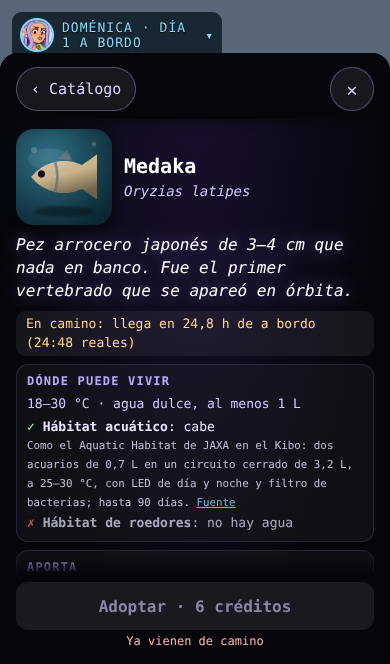 DOMÉNICA · DÍA
1 A BORDO
▾
‹ Catálogo
×
Medaka
Oryzias latipes
Pez arrocero japonés de 3–4 cm que
nada en banco. Fue el primer
vertebrado que se apareó en órbita.
En camino: llega en 24,8 h de a bordo
(24:48 reales)
DÓNDE PUEDE VIVIR
18–30 °C · agua dulce, al menos 1 L
✓ Hábitat acuático: cabe
Como el Aquatic Habitat de JAXA en el Kibo: dos
acuarios de 0,7 L en un circuito cerrado de 3,2 L,
a 25–30 °C, con LED de día y noche y filtro de
bacterias; hasta 90 días. Fuente
✗ Hábitat de roedores: no hay agua
APORTA
Adoptar · 6 créditos
Ya vienen de camino